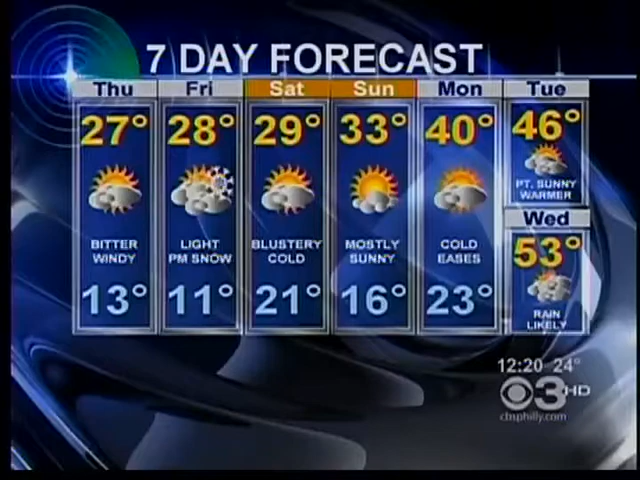 7 DAY FORECAST
Thu Fri Sat Sun Mon Tue
27° 28° 29° 33° 40° 46°
PT. SUNNY
WARMER
Wed
BITTER LIGHT BLUSTERY MOSTLY COLD 53°
WINDY PM SNOW COLD SUNNY EASES
13° 11° 21° 16° 23° RAIN
LIKELY
12:20 24°
3 HD
cbsphilly.com